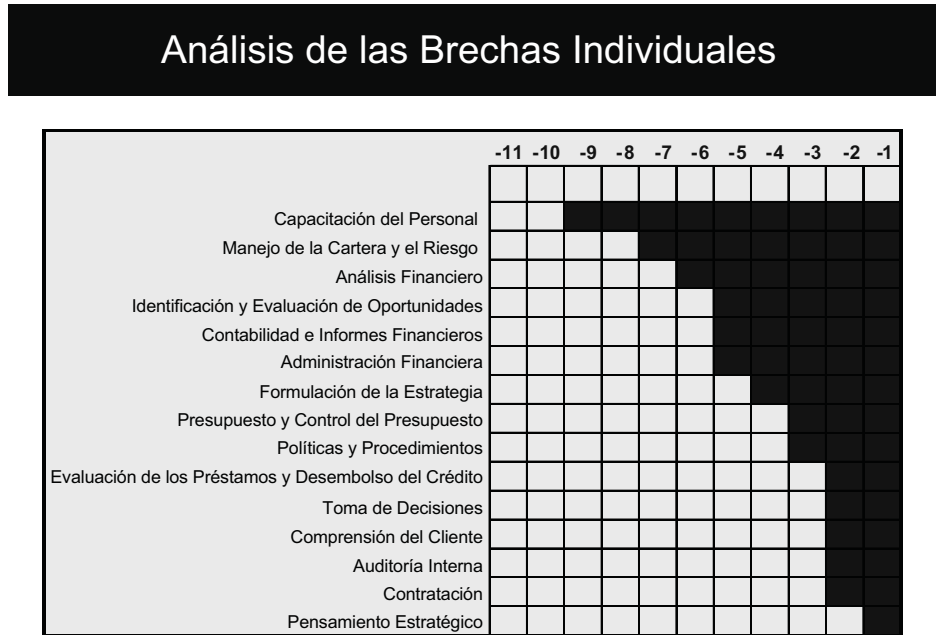 Análisis de las Brechas Individuales
-11 -10 -9 -8 -7 -6 -5 -4 -3 -2 -1
Capacitación del Personal
Manejo de la Cartera y el Riesgo
Análisis Financiero
Identificación y Evaluación de Oportunidades
Contabilidad e Informes Financieros
Administración Financiera
Formulación de la Estrategia
Presupuesto y Control del Presupuesto
Políticas y Procedimientos
Evaluación de los Préstamos y Desembolso del Crédito
Toma de Decisiones
Comprensión del Cliente
Auditoría Interna
Contratación
Pensamiento Estratégico